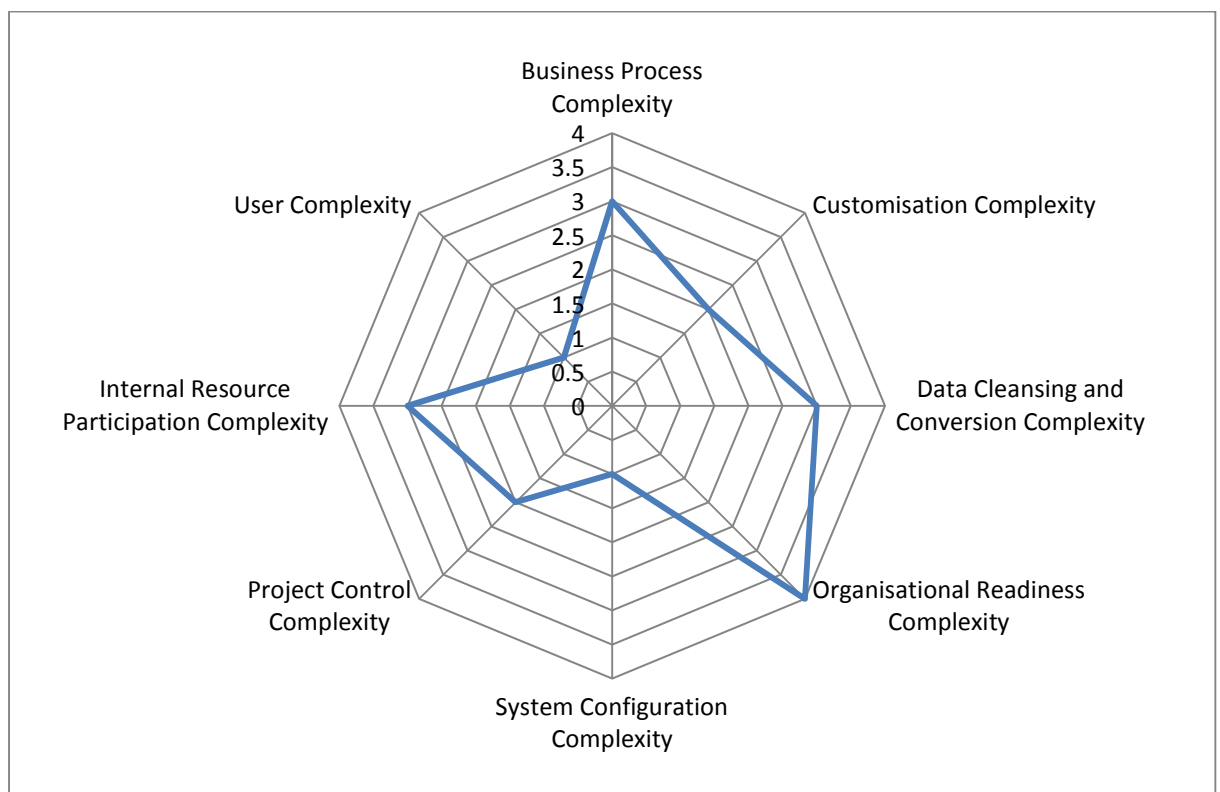 Business Process
Complexity
4
3.5
3
2.5
2
1.5
1
0.5
0
Customisation Complexity
Data Cleansing and
Conversion Complexity
Organisational Readiness
Complexity
System Configuration
Complexity
Project Control
Complexity
Internal Resource
Participation Complexity
User Complexity